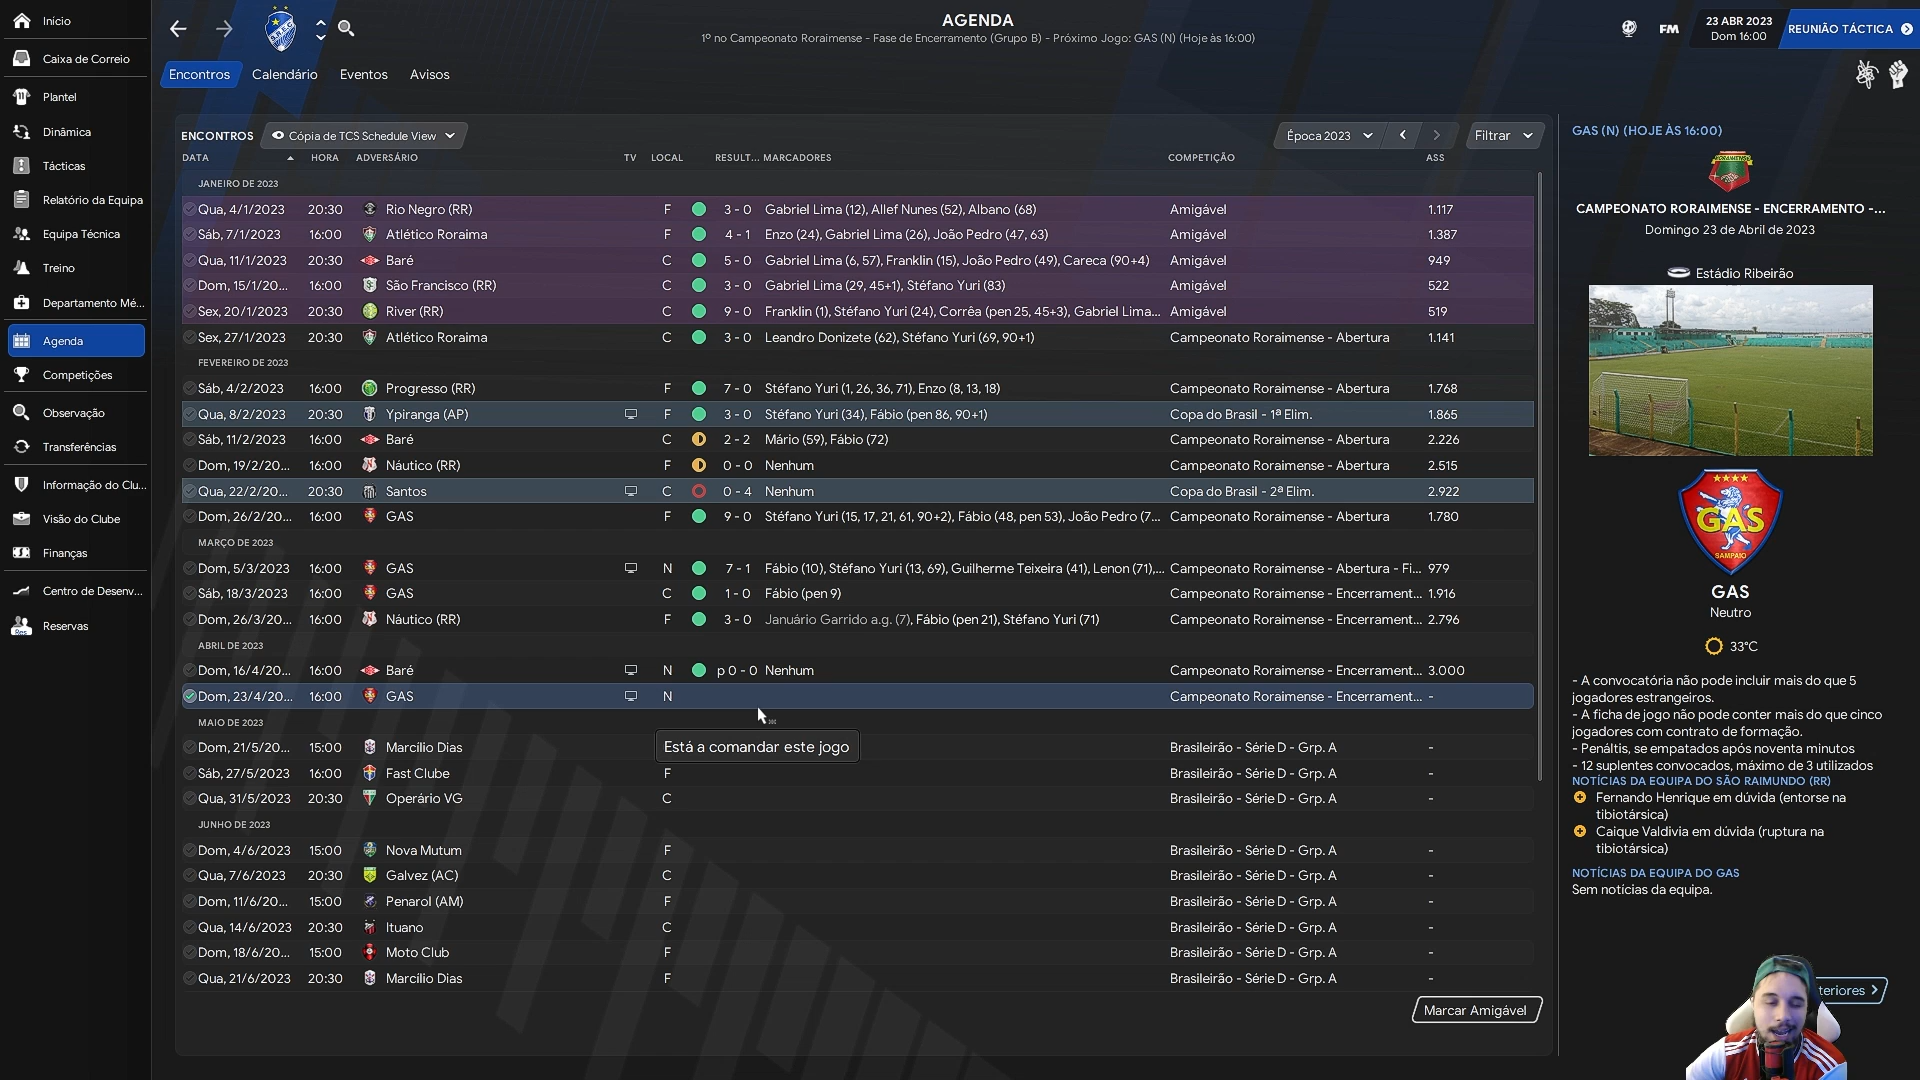 Início
Caixa de Correio
Plantel
Dinâmica
Tácticas
Relatório da Equipa
Equipa Técnica
Treino
Departamento Mé...
Agenda
Competições
Observação
Transferências
Informação do Clu...
Visão do Clube
Finanças
Centro de Desenv...
Reservas
AGENDA
1º no Campeonato Roraimense - Fase de Encerramento (Grupo B) - Próximo Jogo: GAS (N) (Hoje às 16:00)
FM
23 ABR 2023
Dom 16:00
REUNIÃO TÁCTICA
Encontros Calendário Eventos Avisos
ENCONTROS Cópia de TCS Schedule View Época 2023 Filtrar
DATA HORA ADVERSÁRIO TV LOCAL RESULT... MARCADORES COMPETIÇÃO ASS
JANEIRO DE 2023
Qua, 4/1/2023 20:30 Rio Negro (RR) F 3 - 0 Gabriel Lima (12), Allef Nunes (52), Albano (68) Amigável 1.117
Sáb, 7/1/2023 16:00 Atlético Roraima F 4 - 1 Enzo (24), Gabriel Lima (26), João Pedro (47, 63) Amigável 1.387
Qua, 11/1/2023 20:30 Baré C 5 - 0 Gabriel Lima (6, 57), Franklin (15), João Pedro (49), Careca (90+4) Amigável 949
Dom, 15/1/20... 16:00 São Francisco (RR) C 3 - 0 Gabriel Lima (29, 45+1), Stéfano Yuri (83) Amigável 522
Sex, 20/1/2023 20:30 River (RR) C 9 - 0 Franklin (1), Stéfano Yuri (24), Corrêa (pen 25, 45+3), Gabriel Lima... Amigável 519
Sex, 27/1/2023 20:30 Atlético Roraima C 3 - 0 Leandro Donizete (62), Stéfano Yuri (69, 90+1) Campeonato Roraimense - Abertura 1.141
FEVEREIRO DE 2023
Sáb, 4/2/2023 16:00 Progresso (RR) F 7 - 0 Stéfano Yuri (1, 26, 36, 71), Enzo (8, 13, 18) Campeonato Roraimense - Abertura 1.768
Qua, 8/2/2023 20:30 Ypiranga (AP) F 3 - 0 Stéfano Yuri (34), Fábio (pen 86, 90+1) Copa do Brasil - 1ª Elim. 1.865
Sáb, 11/2/2023 16:00 Baré C 2 - 2 Mário (59), Fábio (72) Campeonato Roraimense - Abertura 2.226
Dom, 19/2/20... 16:00 Náutico (RR) F 0 - 0 Nenhum Campeonato Roraimense - Abertura 2.515
Qua, 22/2/20... 20:30 Santos C 0 - 4 Nenhum Copa do Brasil - 2ª Elim. 2.922
Dom, 26/2/20... 16:00 GAS F 9 - 0 Stéfano Yuri (15, 17, 21, 61, 90+2), Fábio (48, pen 53), João Pedro (7... Campeonato Roraimense - Abertura 1.780
MARÇO DE 2023
Dom, 5/3/2023 16:00 GAS N 7 - 1 Fábio (10), Stéfano Yuri (13, 69), Guilherme Teixeira (41), Lenon (71),... Campeonato Roraimense - Abertura - Fi... 979
Sáb, 18/3/2023 16:00 GAS C 1 - 0 Fábio (pen 9) Campeonato Roraimense - Encerrament... 1.916
Dom, 26/3/20... 16:00 Náutico (RR) F 3 - 0 Januário Garrido a.g. (7), Fábio (pen 21), Stéfano Yuri (71) Campeonato Roraimense - Encerrament... 2.796
ABRIL DE 2023
Dom, 16/4/20... 16:00 Baré N p 0 - 0 Nenhum Campeonato Roraimense - Encerrament... 3.000
Dom, 23/4/20... 16:00 GAS N Campeonato Roraimense - Encerrament... -
MAIO DE 2023
Está a comandar este jogo
Dom, 21/5/20... 15:00 Marcílio Dias Brasileirão - Série D - Grp. A -
Sáb, 27/5/2023 16:00 Fast Clube F Brasileirão - Série D - Grp. A -
Qua, 31/5/2023 20:30 Operário VG C Brasileirão - Série D - Grp. A -
JUNHO DE 2023
Dom, 4/6/2023 15:00 Nova Mutum C Brasileirão - Série D - Grp. A -
Qua, 7/6/2023 20:30 Galvez (AC) C Brasileirão - Série D - Grp. A -
Dom, 11/6/20... 15:00 Penarol (AM) F Brasileirão - Série D - Grp. A -
Qua, 14/6/2023 20:30 Ituano C Brasileirão - Série D - Grp. A -
Dom, 18/6/20... 15:00 Moto Club F Brasileirão - Série D - Grp. A -
Qua, 21/6/2023 20:30 Marcílio Dias F Brasileirão - Série D - Grp. A -
Marcar Amigável
GAS (N) (HOJE ÀS 16:00)
CAMPEONATO RORAIMENSE - ENCERRAMENTO -...
Domingo 23 de Abril de 2023
Estádio Ribeirão
GAS
SAMPAIO
GAS
Neutro
33°C
- A convocatória não pode incluir mais do que 5
jogadores estrangeiros.
- A ficha de jogo não pode conter mais do que cinco
jogadores com contrato de formação.
- Penáltis, se empatados após noventa minutos
- 12 suplentes convocados, máximo de 3 utilizados
NOTÍCIAS DA EQUIPA DO SÃO RAIMUNDO (RR)
Fernando Henrique em dúvida (entorse na
tibiotársica)
Caique Valdivia em dúvida (ruptura na
tibiotársica)
NOTÍCIAS DA EQUIPA DO GAS
Sem notícias da equipa.
teriores